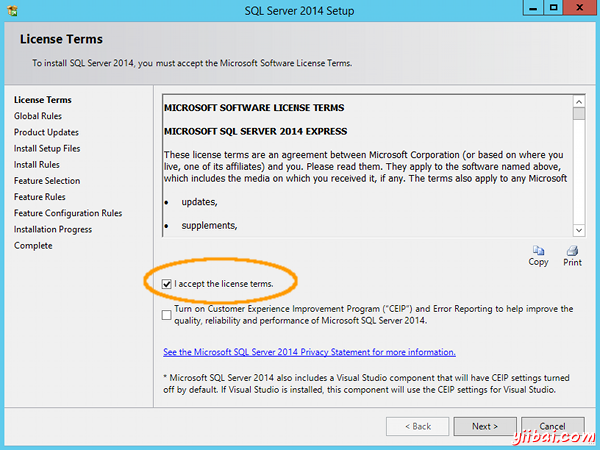 SQL Server 2014 Setup
License Terms
To install SQL Server 2014, you must accept the Microsoft Software License Terms.
License Terms
Global Rules
Product Updates
Install Setup Files
Install Rules
Feature Selection
Feature Rules
Feature Configuration Rules
Installation Progress
Complete
MICROSOFT SOFTWARE LICENSE TERMS
MICROSOFT SQL SERVER 2014 EXPRESS
These license terms are an agreement between Microsoft Corporation (or based on where you
live, one of its affiliates) and you. Please read them. They apply to the software named above,
which includes the media on which you received it, if any. The terms also apply to any Microsoft
• updates,
• supplements,
Copy Print
I accept the license terms.
Turn on Customer Experience Improvement Program ("CEIP") and Error Reporting to help improve the
quality, reliability and performance of Microsoft SQL Server 2014.
See the Microsoft SQL Server 2014 Privacy Statement for more information.
* Microsoft SQL Server 2014 also includes a Visual Studio component that will have CEIP settings turned
off by default. If Visual Studio is installed, this component will use the CEIP settings for Visual Studio.
< Back Next > Cancel
yiibai.com